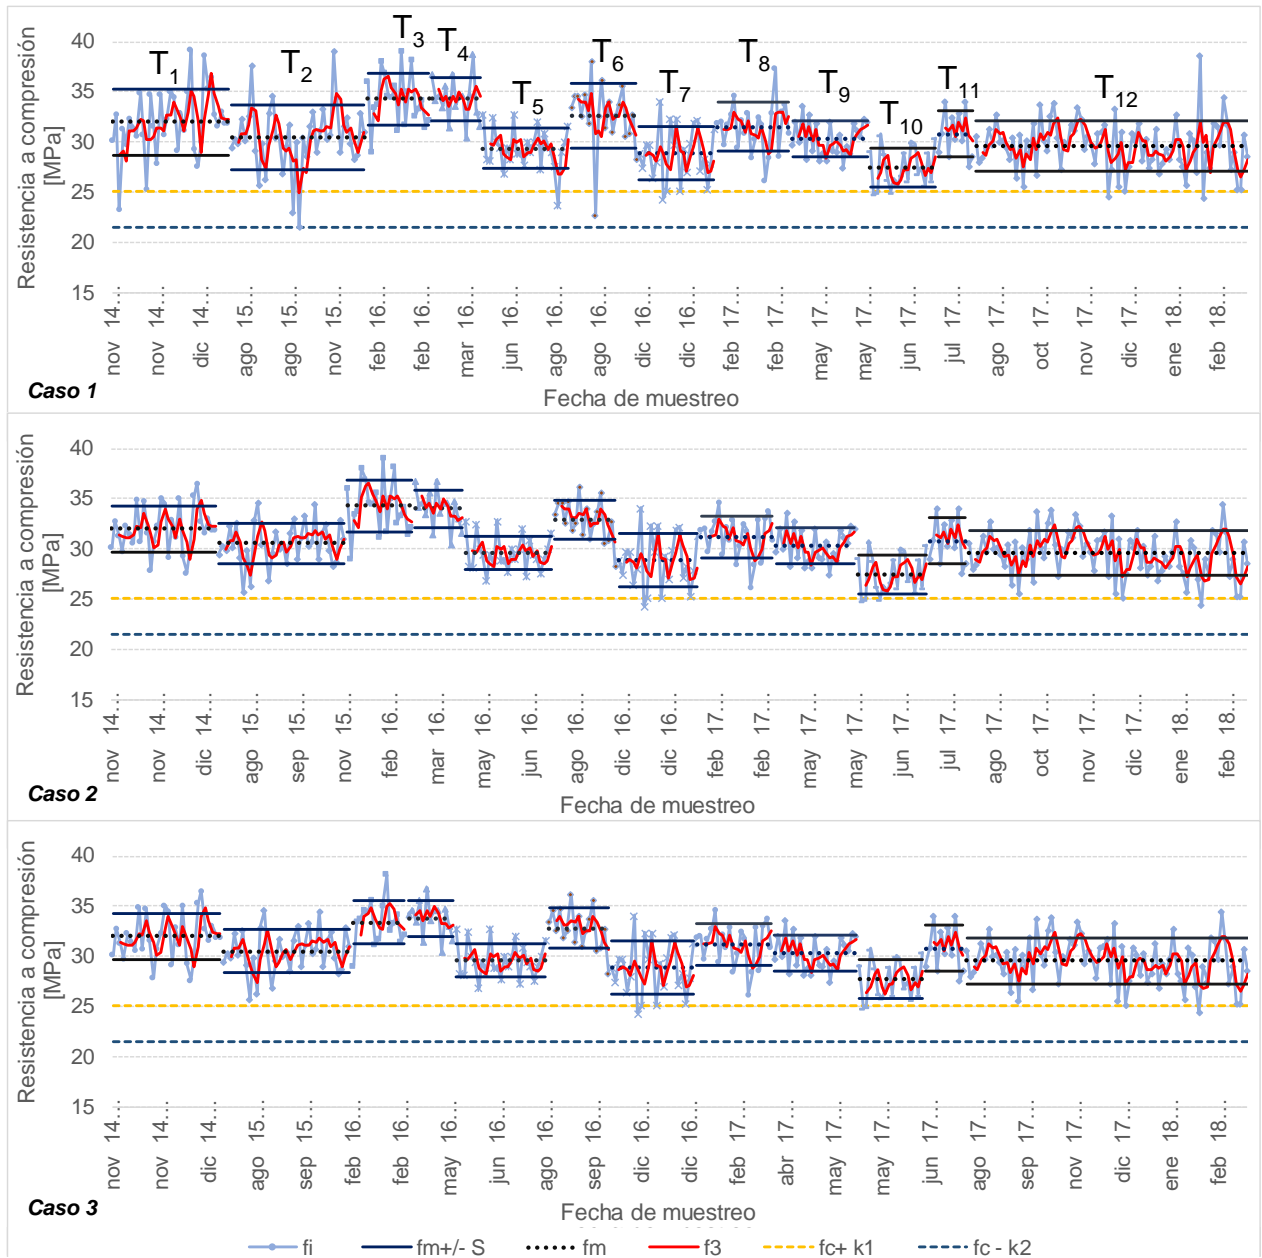 Resistencia a compresión
[MPa]
40
35
30
25
20
15
T1
T2
T3
T4
T5
T6
T7
T8
T9
T10
T11
T12
nov 14...
nov 14...
dic 14...
ago 15...
ago 15...
nov 15...
feb 16...
feb 16...
mar 16...
jun 16...
ago 16...
ago 16...
dic 16...
dic 16...
feb 17...
feb 17...
may 17...
may 17...
jun 17...
jul 17...
ago 17...
oct 17...
nov 17...
dic 17...
ene 18...
feb 18...
Caso 1
Fecha de muestreo
Resistencia a compresión
[MPa]
40
35
30
25
20
15
nov 14...
nov 14...
dic 14...
ago 15...
sep 15...
nov 15...
feb 16...
mar 16...
may 16...
jun 16...
ago 16...
dic 16...
dic 16...
feb 17...
feb 17...
may 17...
may 17...
jun 17...
jul 17...
ago 17...
oct 17...
nov 17...
dic 17...
ene 18...
feb 18...
Caso 2
Fecha de muestreo
Resistencia a compresión
[MPa]
40
35
30
25
20
15
nov 14...
nov 14...
dic 14...
ago 15...
sep 15...
feb 16...
feb 16...
may 16...
jun 16...
ago 16...
sep 16...
dic 16...
dic 16...
feb 17...
abr 17...
may 17...
may 17...
jun 17...
ago 17...
sep 17...
nov 17...
dic 17...
ene 18...
feb 18...
Caso 3
Fecha de muestreo
fi
fm+/- S
fm
f3
fc+ k1
fc - k2